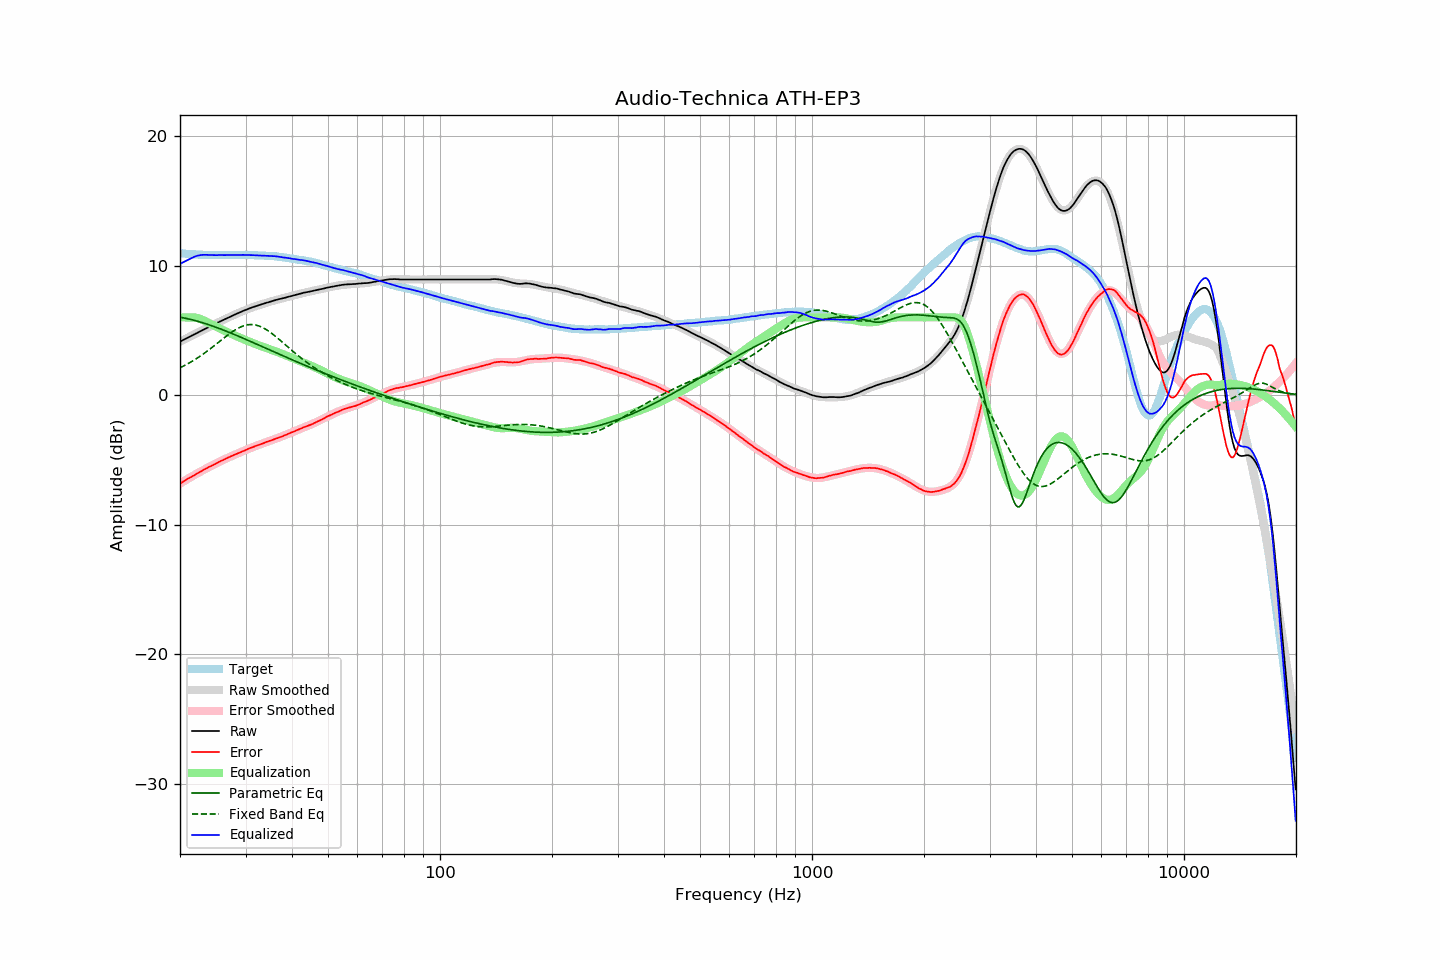 Audio-Technica ATH-EP3
20
10
0
−10
−20
−30
Amplitude (dBr)
Target
Raw Smoothed
Error Smoothed
Raw
Error
Equalization
Parametric Eq
Fixed Band Eq
Equalized
100
1000
10000
Frequency (Hz)